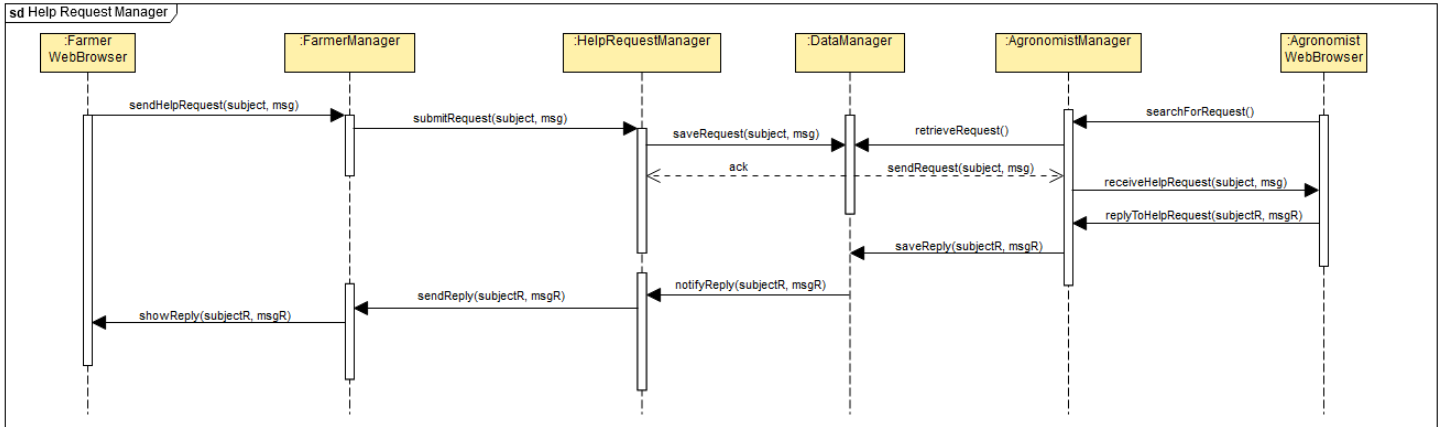 sd Help Request Manager
:Farmer
WebBrowser
:FarmerManager
:HelpRequestManager
:DataManager
:AgronomistManager
:Agronomist
WebBrowser
sendHelpRequest(subject, msg)
submitRequest(subject, msg)
saveRequest(subject, msg)
retrieveRequest()
searchForRequest()
ack
sendRequest(subject, msg)
receiveHelpRequest(subject, msg)
replyToHelpRequest(subjectR, msgR)
saveReply(subjectR, msgR)
notifyReply(subjectR, msgR)
sendReply(subjectR, msgR)
showReply(subjectR, msgR)